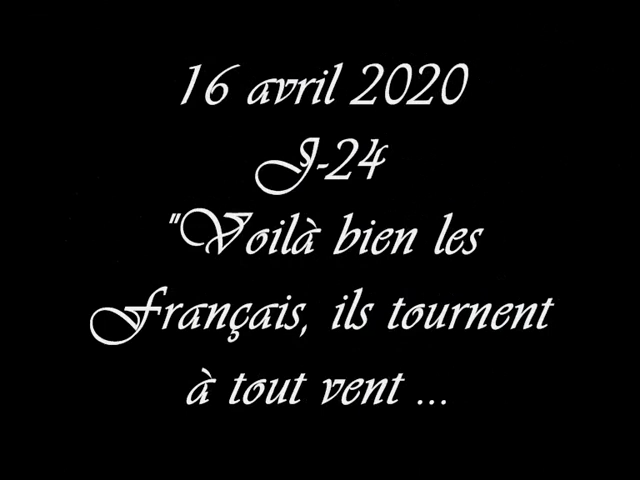 16 avril 2020
J-24
"Voilà bien les
Français, ils tournent
à tout vent ...